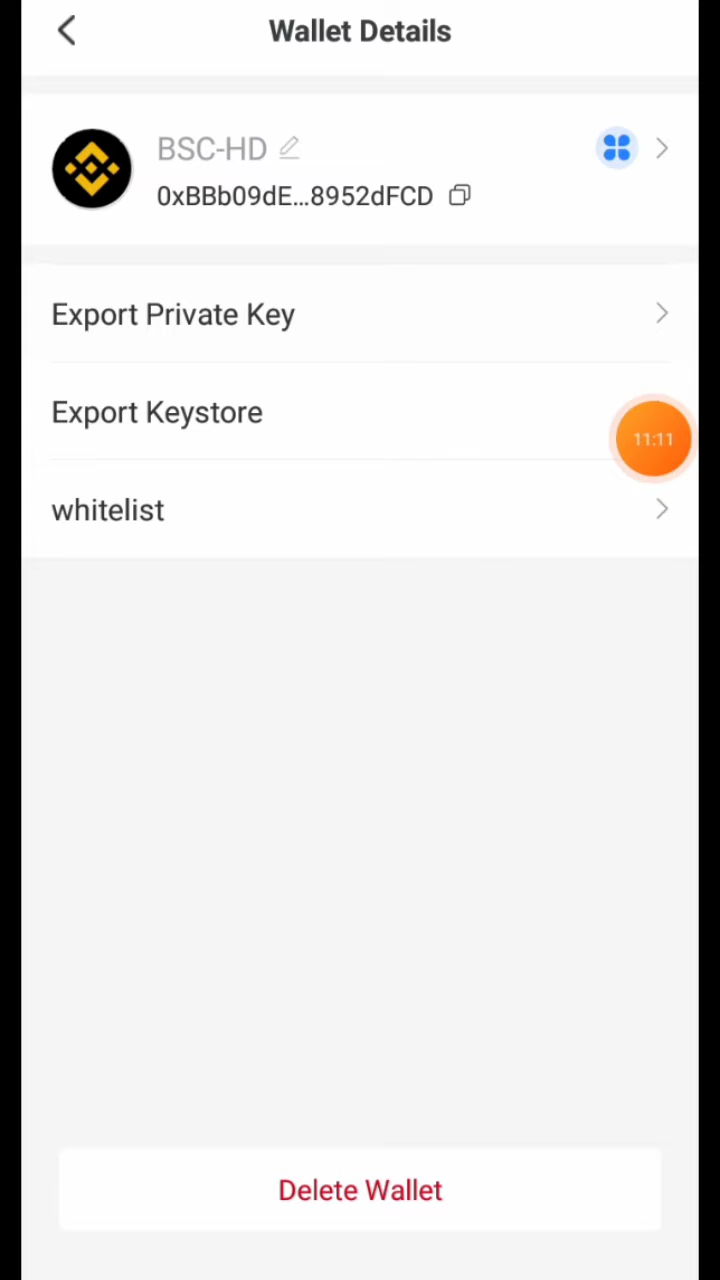 Wallet Details
BSC-HD
0xBBb09dE...8952dFCD
Export Private Key
Export Keystore
11:11
whitelist
Delete Wallet